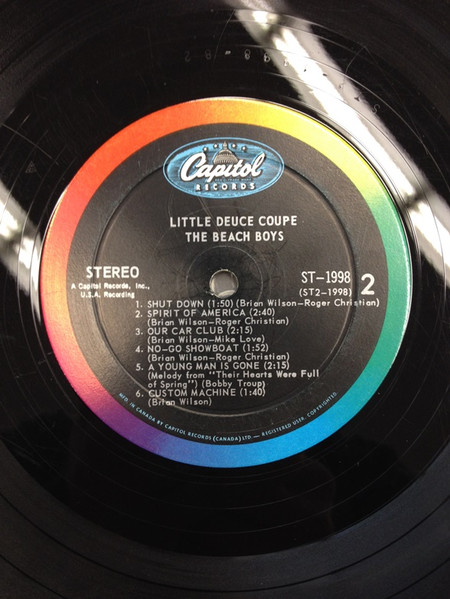 Capitol
RECORDS
LITTLE DEUCE COUPE
THE BEACH BOYS
STEREO
A Capitol Records, Inc.,
U.S.A. Recording
ST-1998
(ST2-1998)
2
1. SHUT DOWN (1:50) (Brian Wilson-Roger Christian)
2. SPIRIT OF AMERICA (2:40)
(Brian Wilson-Roger Christian)
3. OUR CAR CLUB (2:15)
(Brian Wilson-Mike Love)
4. NO-GO SHOWBOAT (1:52)
(Brian Wilson-Roger Christian)
5. A YOUNG MAN IS GONE (2:15)
(Melody from "Their Hearts Were Full
of Spring") (Bobby Troup)
6. CUSTOM MACHINE (1:40)
(Brian Wilson)
MFD. IN CANADA BY CAPITOL RECORDS (CANADA) LTD. — REGISTERED USER. COPYRIGHTED.